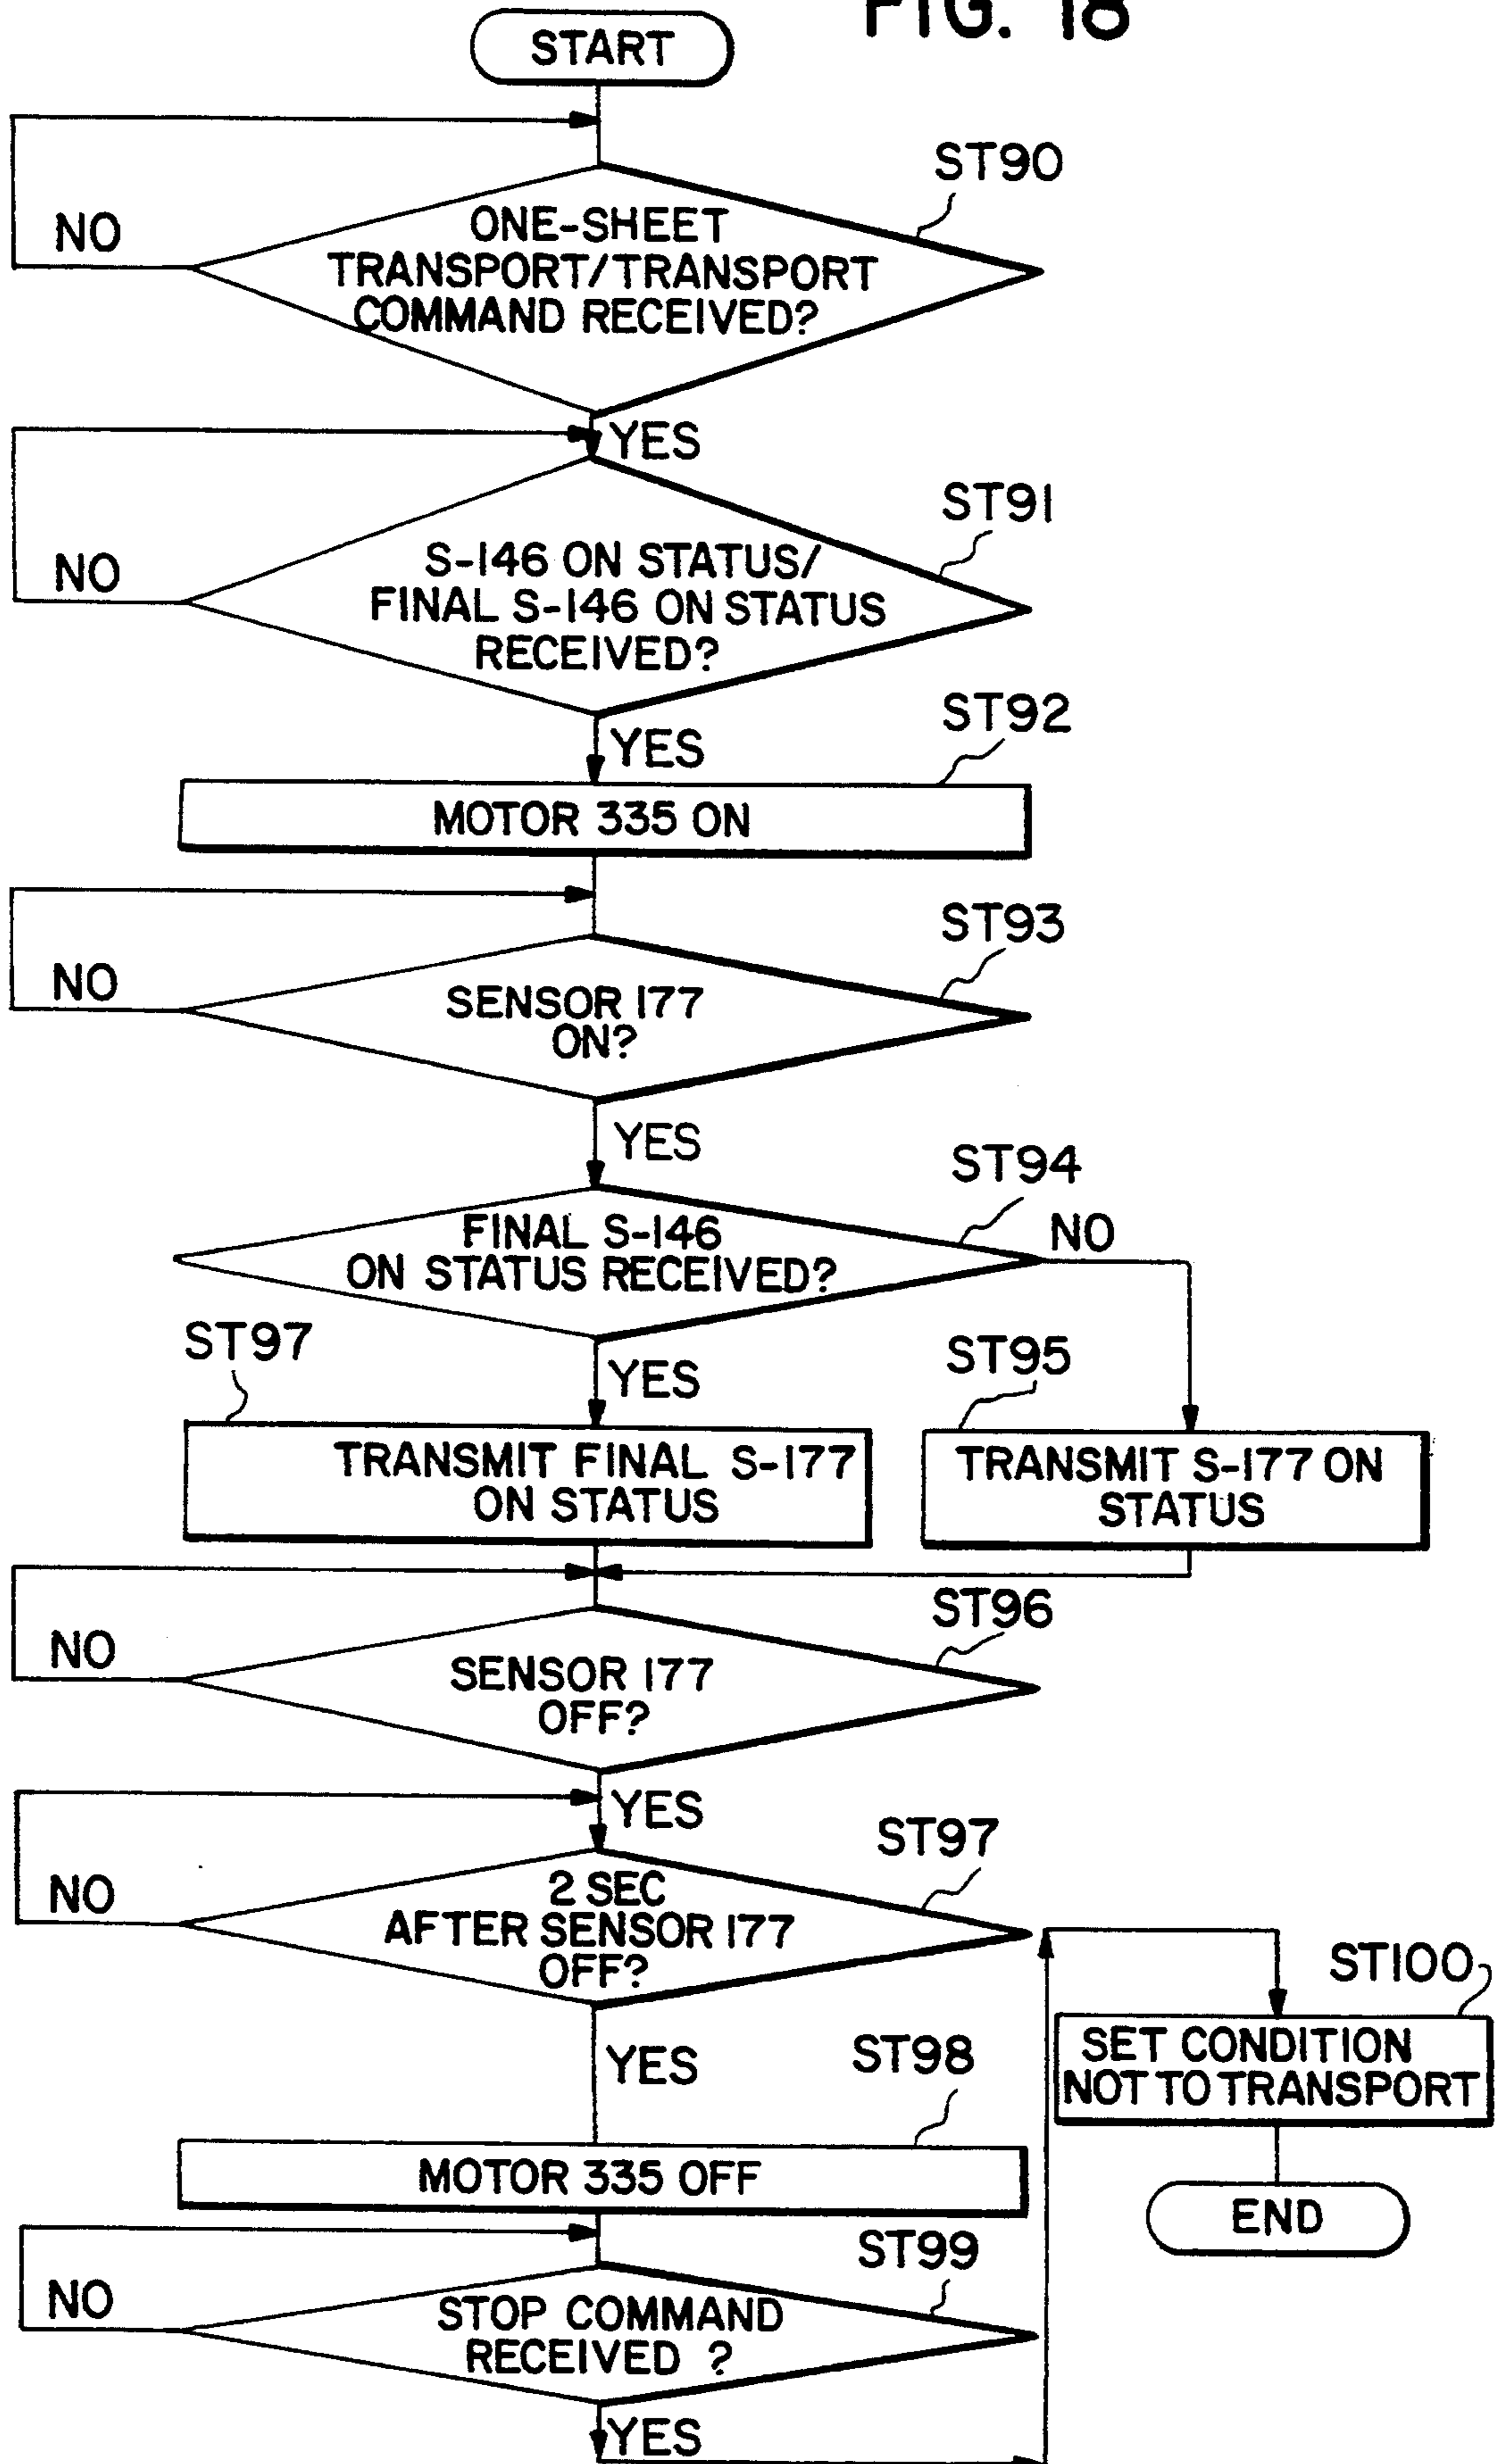 FIG. 18
START
ST90
NO
ONE-SHEET
TRANSPORT/TRANSPORT
COMMAND RECEIVED?
YES
ST91
NO
S-146 ON STATUS/
FINAL S-146 ON STATUS
RECEIVED?
ST92
YES
MOTOR 335 ON
ST93
NO
SENSOR 177
ON?
YES
ST94
NO
FINAL S-146
ON STATUS RECEIVED?
ST97
YES
ST95
TRANSMIT FINAL S-177
ON STATUS
TRANSMIT S-177 ON
STATUS
ST96
NO
SENSOR 177
OFF?
YES
ST97
NO
2 SEC
AFTER SENSOR 177
OFF?
ST100
YES
ST98
SET CONDITION
NOT TO TRANSPORT
MOTOR 335 OFF
END
ST99
NO
STOP COMMAND
RECEIVED ?
YES